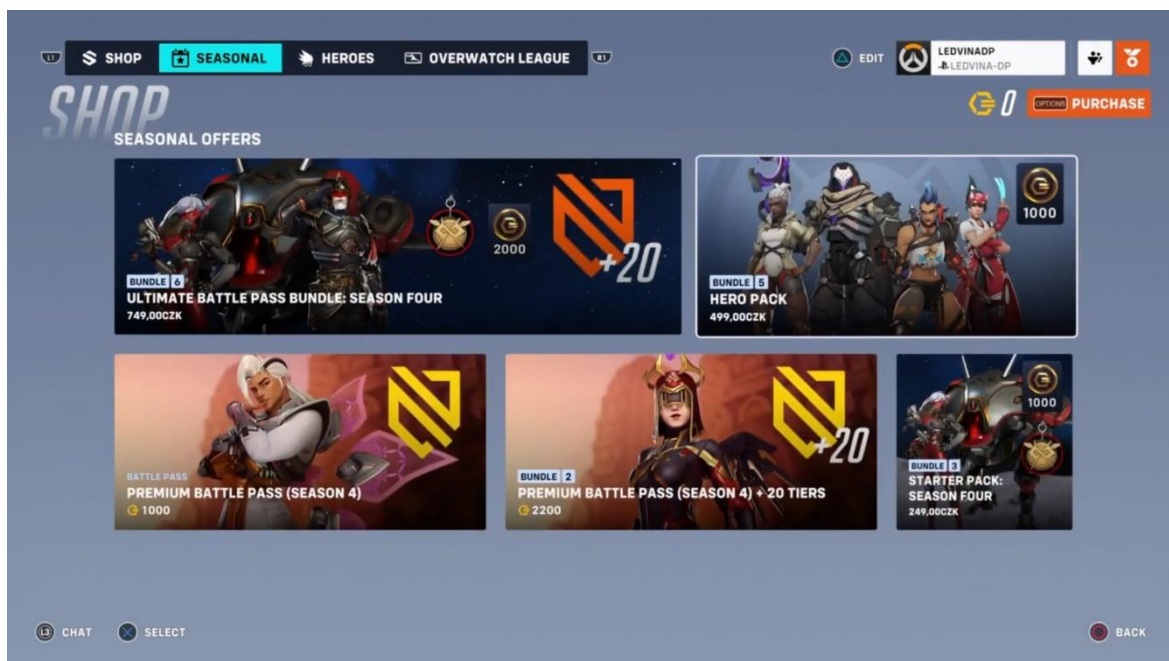 L1 SHOP SEASONAL HEROES OVERWATCH LEAGUE R1
EDIT
LEDVINADP
LEDVINA-DP
SHOP
0 OPTIONS PURCHASE
SEASONAL OFFERS
2000
+20
BUNDLE 6
ULTIMATE BATTLE PASS BUNDLE: SEASON FOUR
749,00CZK
1000
BUNDLE 5
HERO PACK
499,00CZK
BATTLE PASS
PREMIUM BATTLE PASS (SEASON 4)
1000
+20
BUNDLE 2
PREMIUM BATTLE PASS (SEASON 4) + 20 TIERS
2200
1000
BUNDLE 3
STARTER PACK:
SEASON FOUR
249,00CZK
L3 CHAT SELECT
BACK